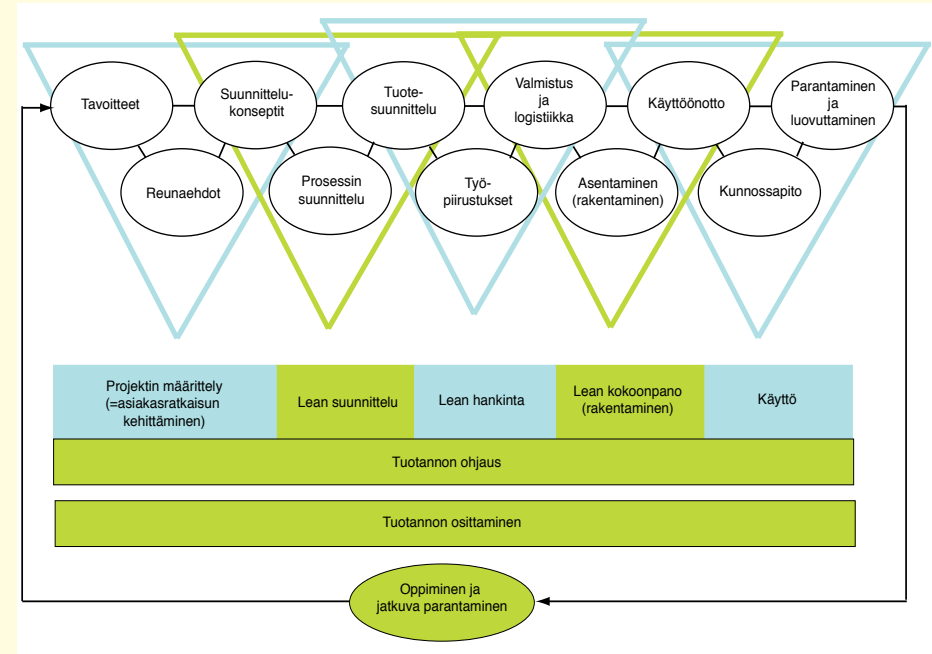 Tavoitteet
Suunnittelu-
konseptit
Tuote-
suunnittelu
Valmistus
ja
logistiikka
Käyttöönotto
Parantaminen
ja
luovuttaminen
Reunaehdot
Prosessin
suunnittelu
Työ-
piirustukset
Asentaminen
(rakentaminen)
Kunnossapito
Projektin määrittely
(=asiakasratkaisun
kehittäminen)
Lean suunnittelu
Lean hankinta
Lean kokoonpano
(rakentaminen)
Käyttö
Tuotannon ohjaus
Tuotannon osittaminen
Oppiminen ja
jatkuva parantaminen